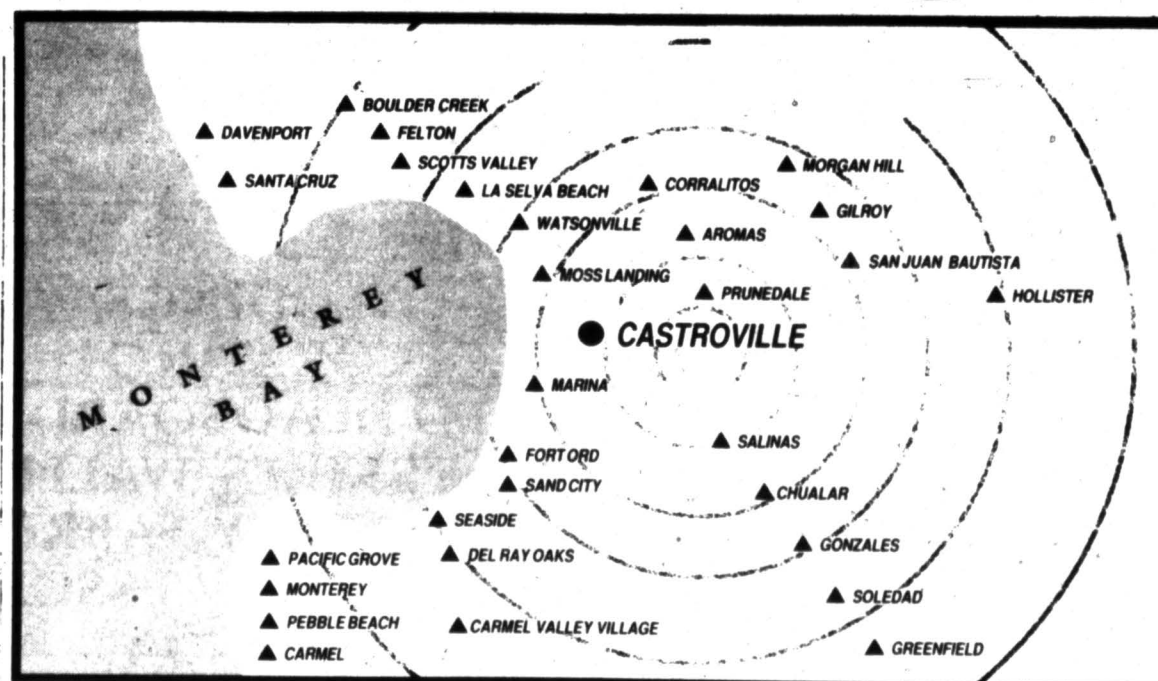 BOULDER CREEK
DAVENPORT
FELTON
SCOTTS VALLEY
MORGAN HILL
SANTA CRUZ
LA SELVA BEACH
CORRALITOS
GILROY
WATSONVILLE
AROMAS
SAN JUAN BAUTISTA
MOSS LANDING
PRUNEDALE
HOLLISTER
CASTROVILLE
MONTEREY
BAY
MARINA
SALINAS
FORT ORD
SAND CITY
CHUALAR
SEASIDE
GONZALES
PACIFIC GROVE
DEL RAY OAKS
MONTEREY
SOLEDAD
PEBBLE BEACH
CARMEL VALLEY VILLAGE
CARMEL
GREENFIELD